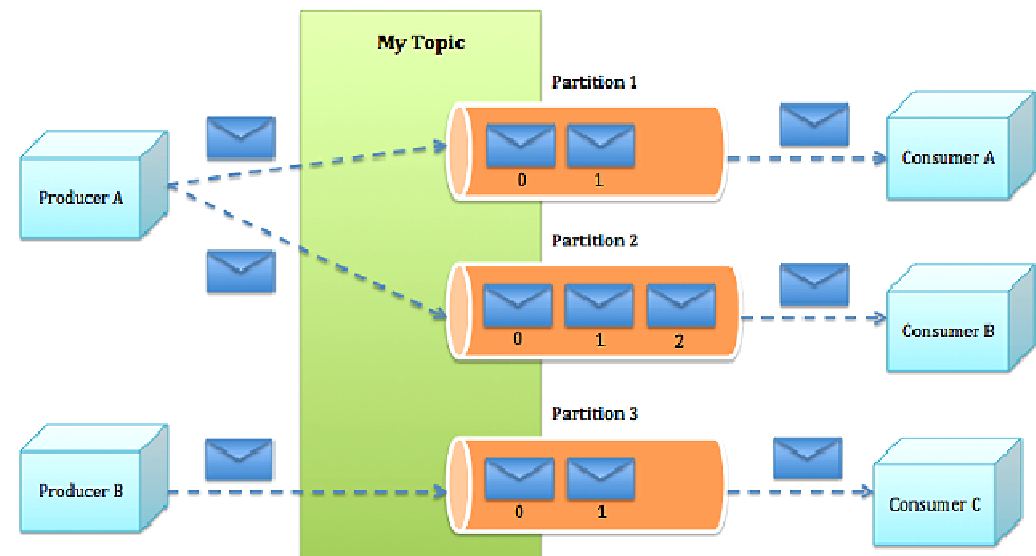 My Topic
Partition 1
0 1
Producer A
Consumer A
Partition 2
0 1 2
Consumer B
Partition 3
0 1
Producer B
Consumer C